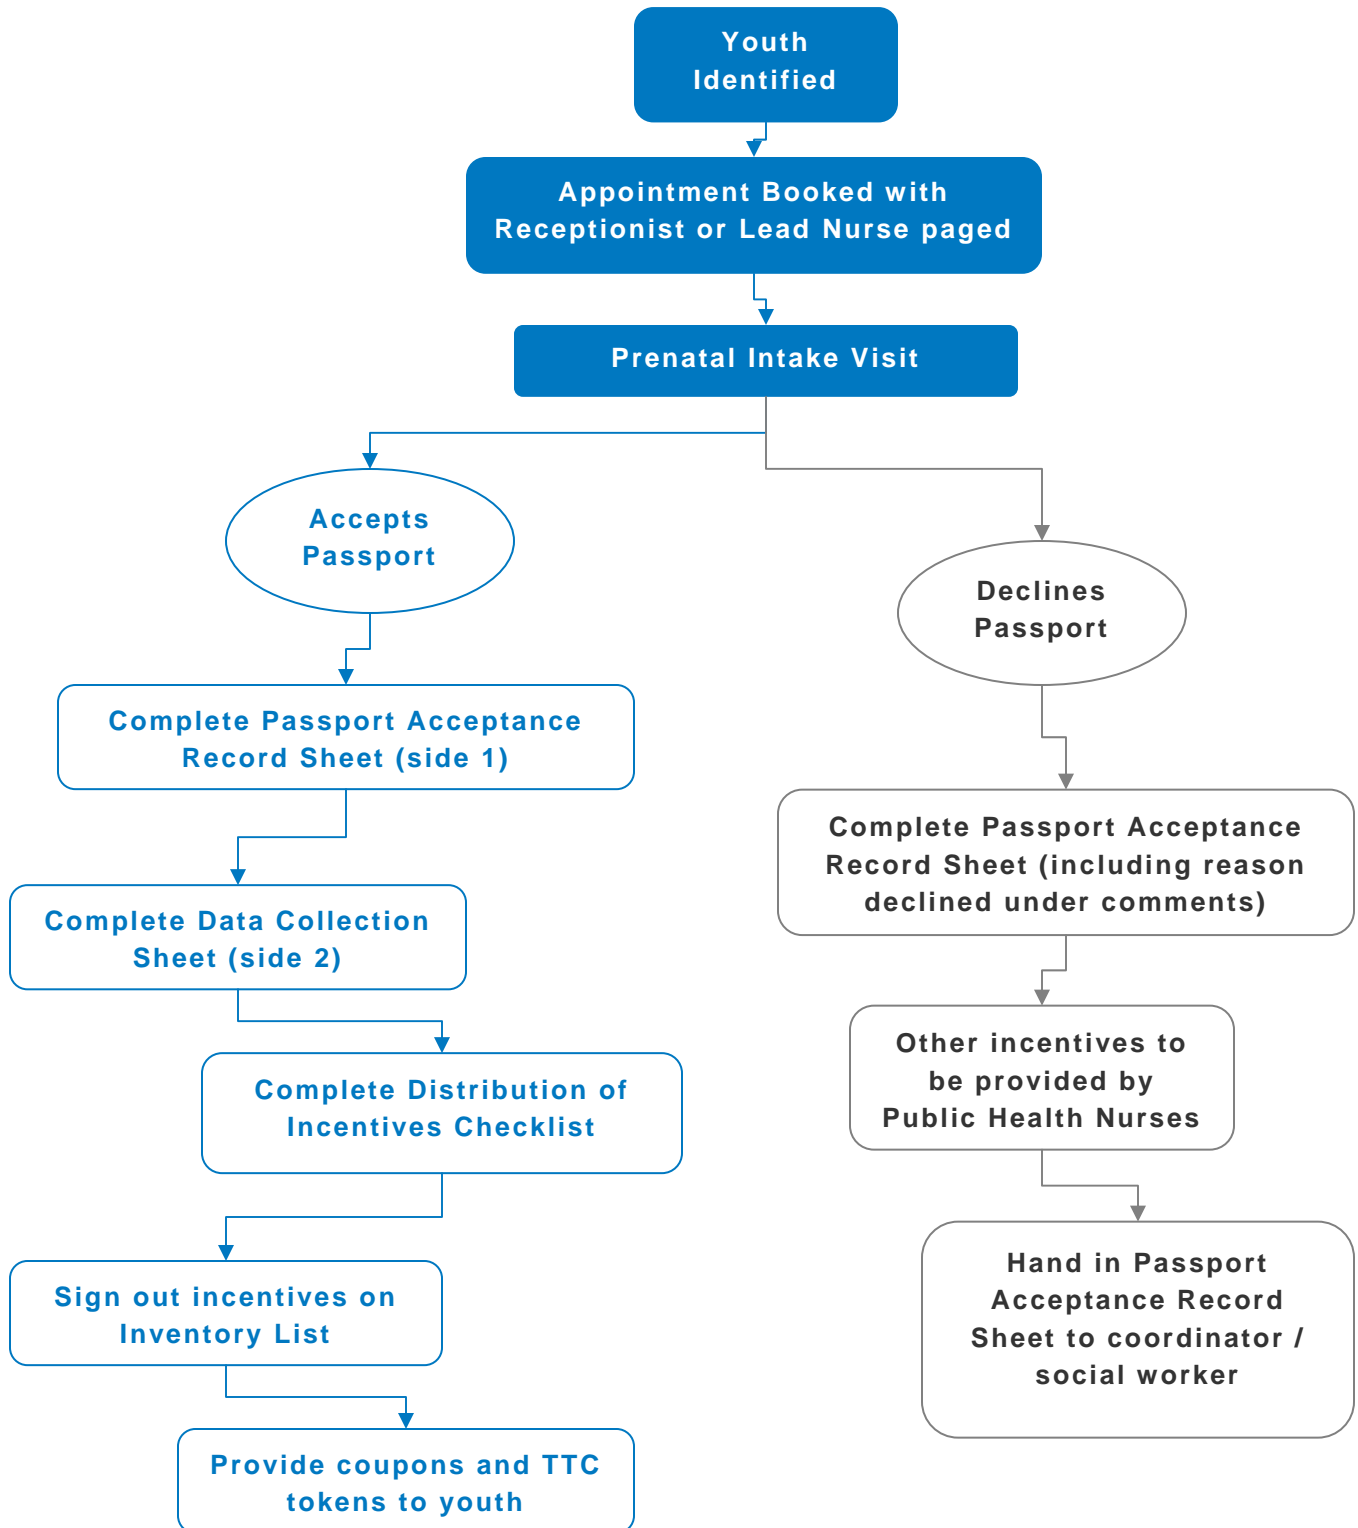 Youth
Identified
Appointment Booked with
Receptionist or Lead Nurse paged
Prenatal Intake Visit
Accepts
Passport
Complete Passport Acceptance
Record Sheet (side 1)
Complete Data Collection
Sheet (side 2)
Complete Distribution of
Incentives Checklist
Sign out incentives on
Inventory List
Provide coupons and TTC
tokens to youth
Declines
Passport
Complete Passport Acceptance
Record Sheet (including reason
declined under comments)
Other incentives to
be provided by
Public Health Nurses
Hand in Passport
Acceptance Record
Sheet to coordinator /
social worker